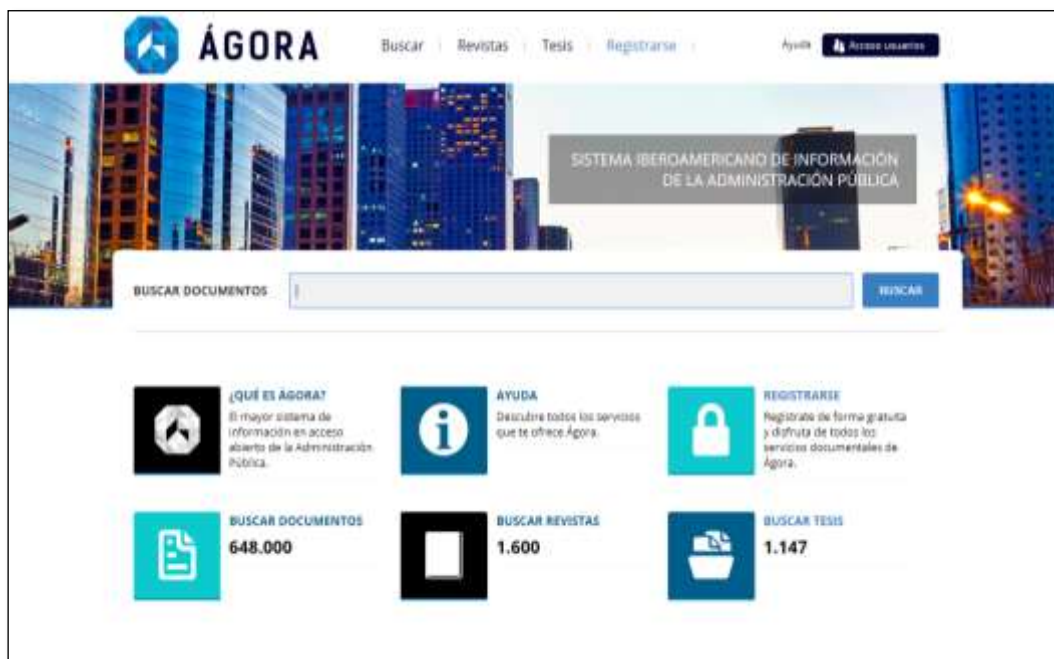 ÁGORA
Buscar
Revistas
Tesis
Registrarse
Ayuda
Acceso usuarios
SISTEMA IBEROAMERICANO DE INFORMACIÓN
DE LA ADMINISTRACIÓN PÚBLICA
BUSCAR DOCUMENTOS
BUSCAR
¿QUÉ ES ÁGORA?
El mayor sistema de
información en acceso
abierto de la Administración
Pública.
AYUDA
Descubre todos los servicios
que te ofrece Ágora.
REGISTRARSE
Regístrate de forma gratuita
y disfruta de todos los
servicios documentales de
Ágora.
BUSCAR DOCUMENTOS
648.000
BUSCAR REVISTAS
1.600
BUSCAR TESIS
1.147